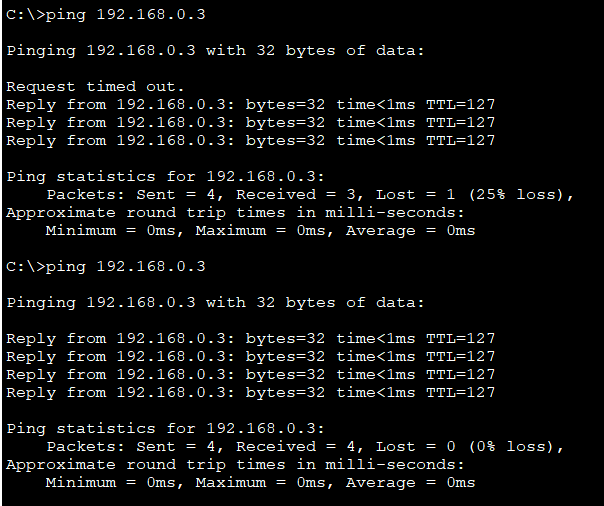 C:\>ping 192.168.0.3
Pinging 192.168.0.3 with 32 bytes of data:
Request timed out.
Reply from 192.168.0.3: bytes=32 time<1ms TTL=127
Reply from 192.168.0.3: bytes=32 time<1ms TTL=127
Reply from 192.168.0.3: bytes=32 time<1ms TTL=127
Ping statistics for 192.168.0.3:
    Packets: Sent = 4, Received = 3, Lost = 1 (25% loss),
Approximate round trip times in milli-seconds:
    Minimum = 0ms, Maximum = 0ms, Average = 0ms
C:\>ping 192.168.0.3
Pinging 192.168.0.3 with 32 bytes of data:
Reply from 192.168.0.3: bytes=32 time<1ms TTL=127
Reply from 192.168.0.3: bytes=32 time<1ms TTL=127
Reply from 192.168.0.3: bytes=32 time<1ms TTL=127
Reply from 192.168.0.3: bytes=32 time<1ms TTL=127
Ping statistics for 192.168.0.3:
    Packets: Sent = 4, Received = 4, Lost = 0 (0% loss),
Approximate round trip times in milli-seconds:
    Minimum = 0ms, Maximum = 0ms, Average = 0ms